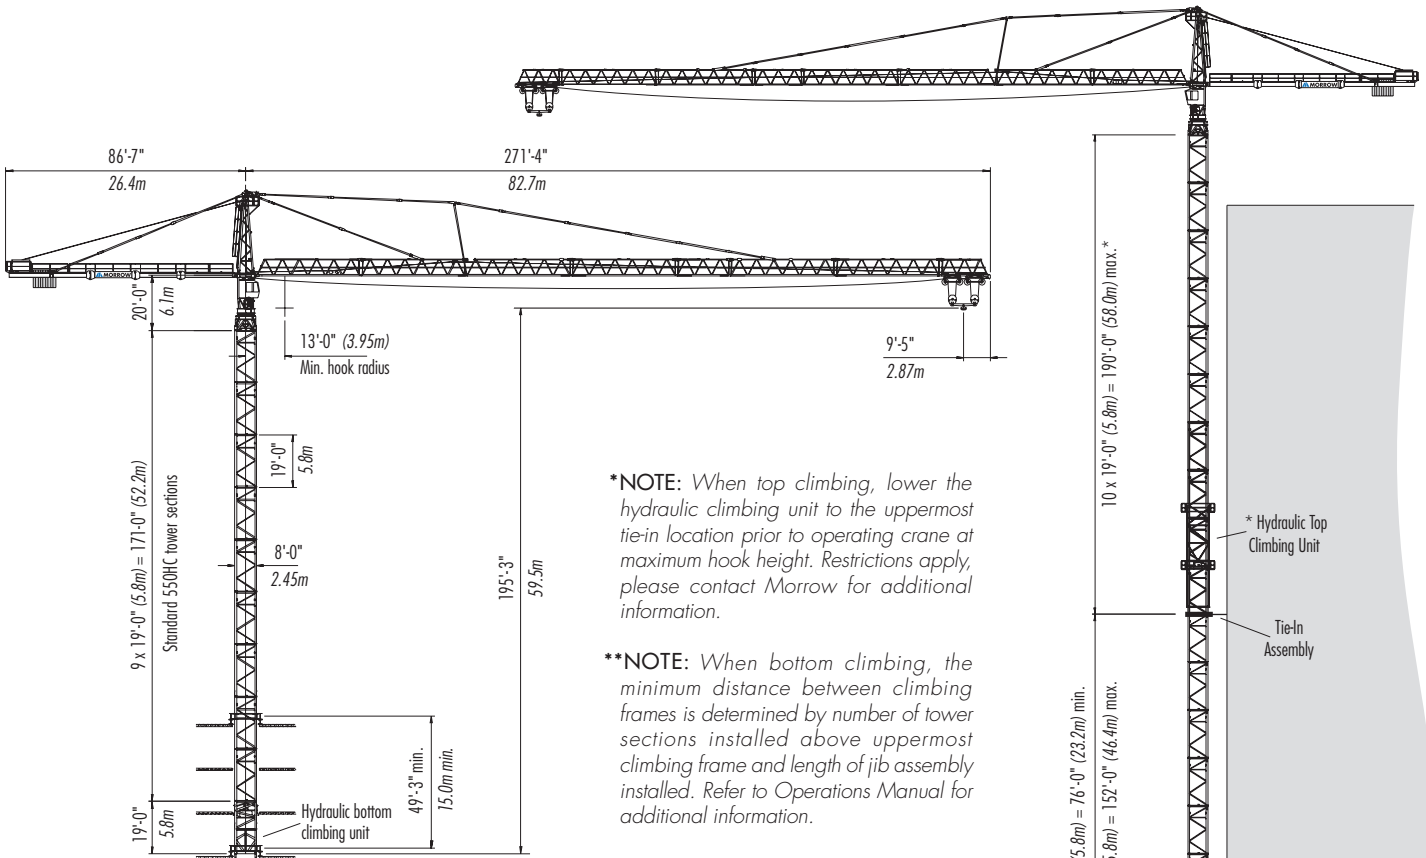 MORROW
86'-7"
26.4m
271'-4"
82.7m
MORROW
20'-0"
6.1m
13'-0" (3.95m)
Min. hook radius
9'-5"
2.87m
19'-0"
5.8m
8'-0"
2.45m
9 x 19'-0" (5.8m) = 171-0" (52.2m)
Standard 550HC tower sections
195'-3"
59.5m
10 x 19'-0" (5.8m) = 190'-0" (58.0m) max.*
*NOTE: When top climbing, lower the
hydraulic climbing unit to the uppermost
tie-in location prior to operating crane at
maximum hook height. Restrictions apply,
please contact Morrow for additional
information.
* Hydraulic Top
Climbing Unit
Tie-In
Assembly
**NOTE: When bottom climbing, the
minimum distance between climbing
frames is determined by number of tower
sections installed above uppermost
climbing frame and length of jib assembly
installed. Refer to Operations Manual for
additional information.
49'-3" min.
15.0m min.
19'-0"
5.8m
Hydraulic bottom
climbing unit
(5.8m) = 76'-0" (23.2m) min.
5.8m) = 152'-0" (46.4m) max.